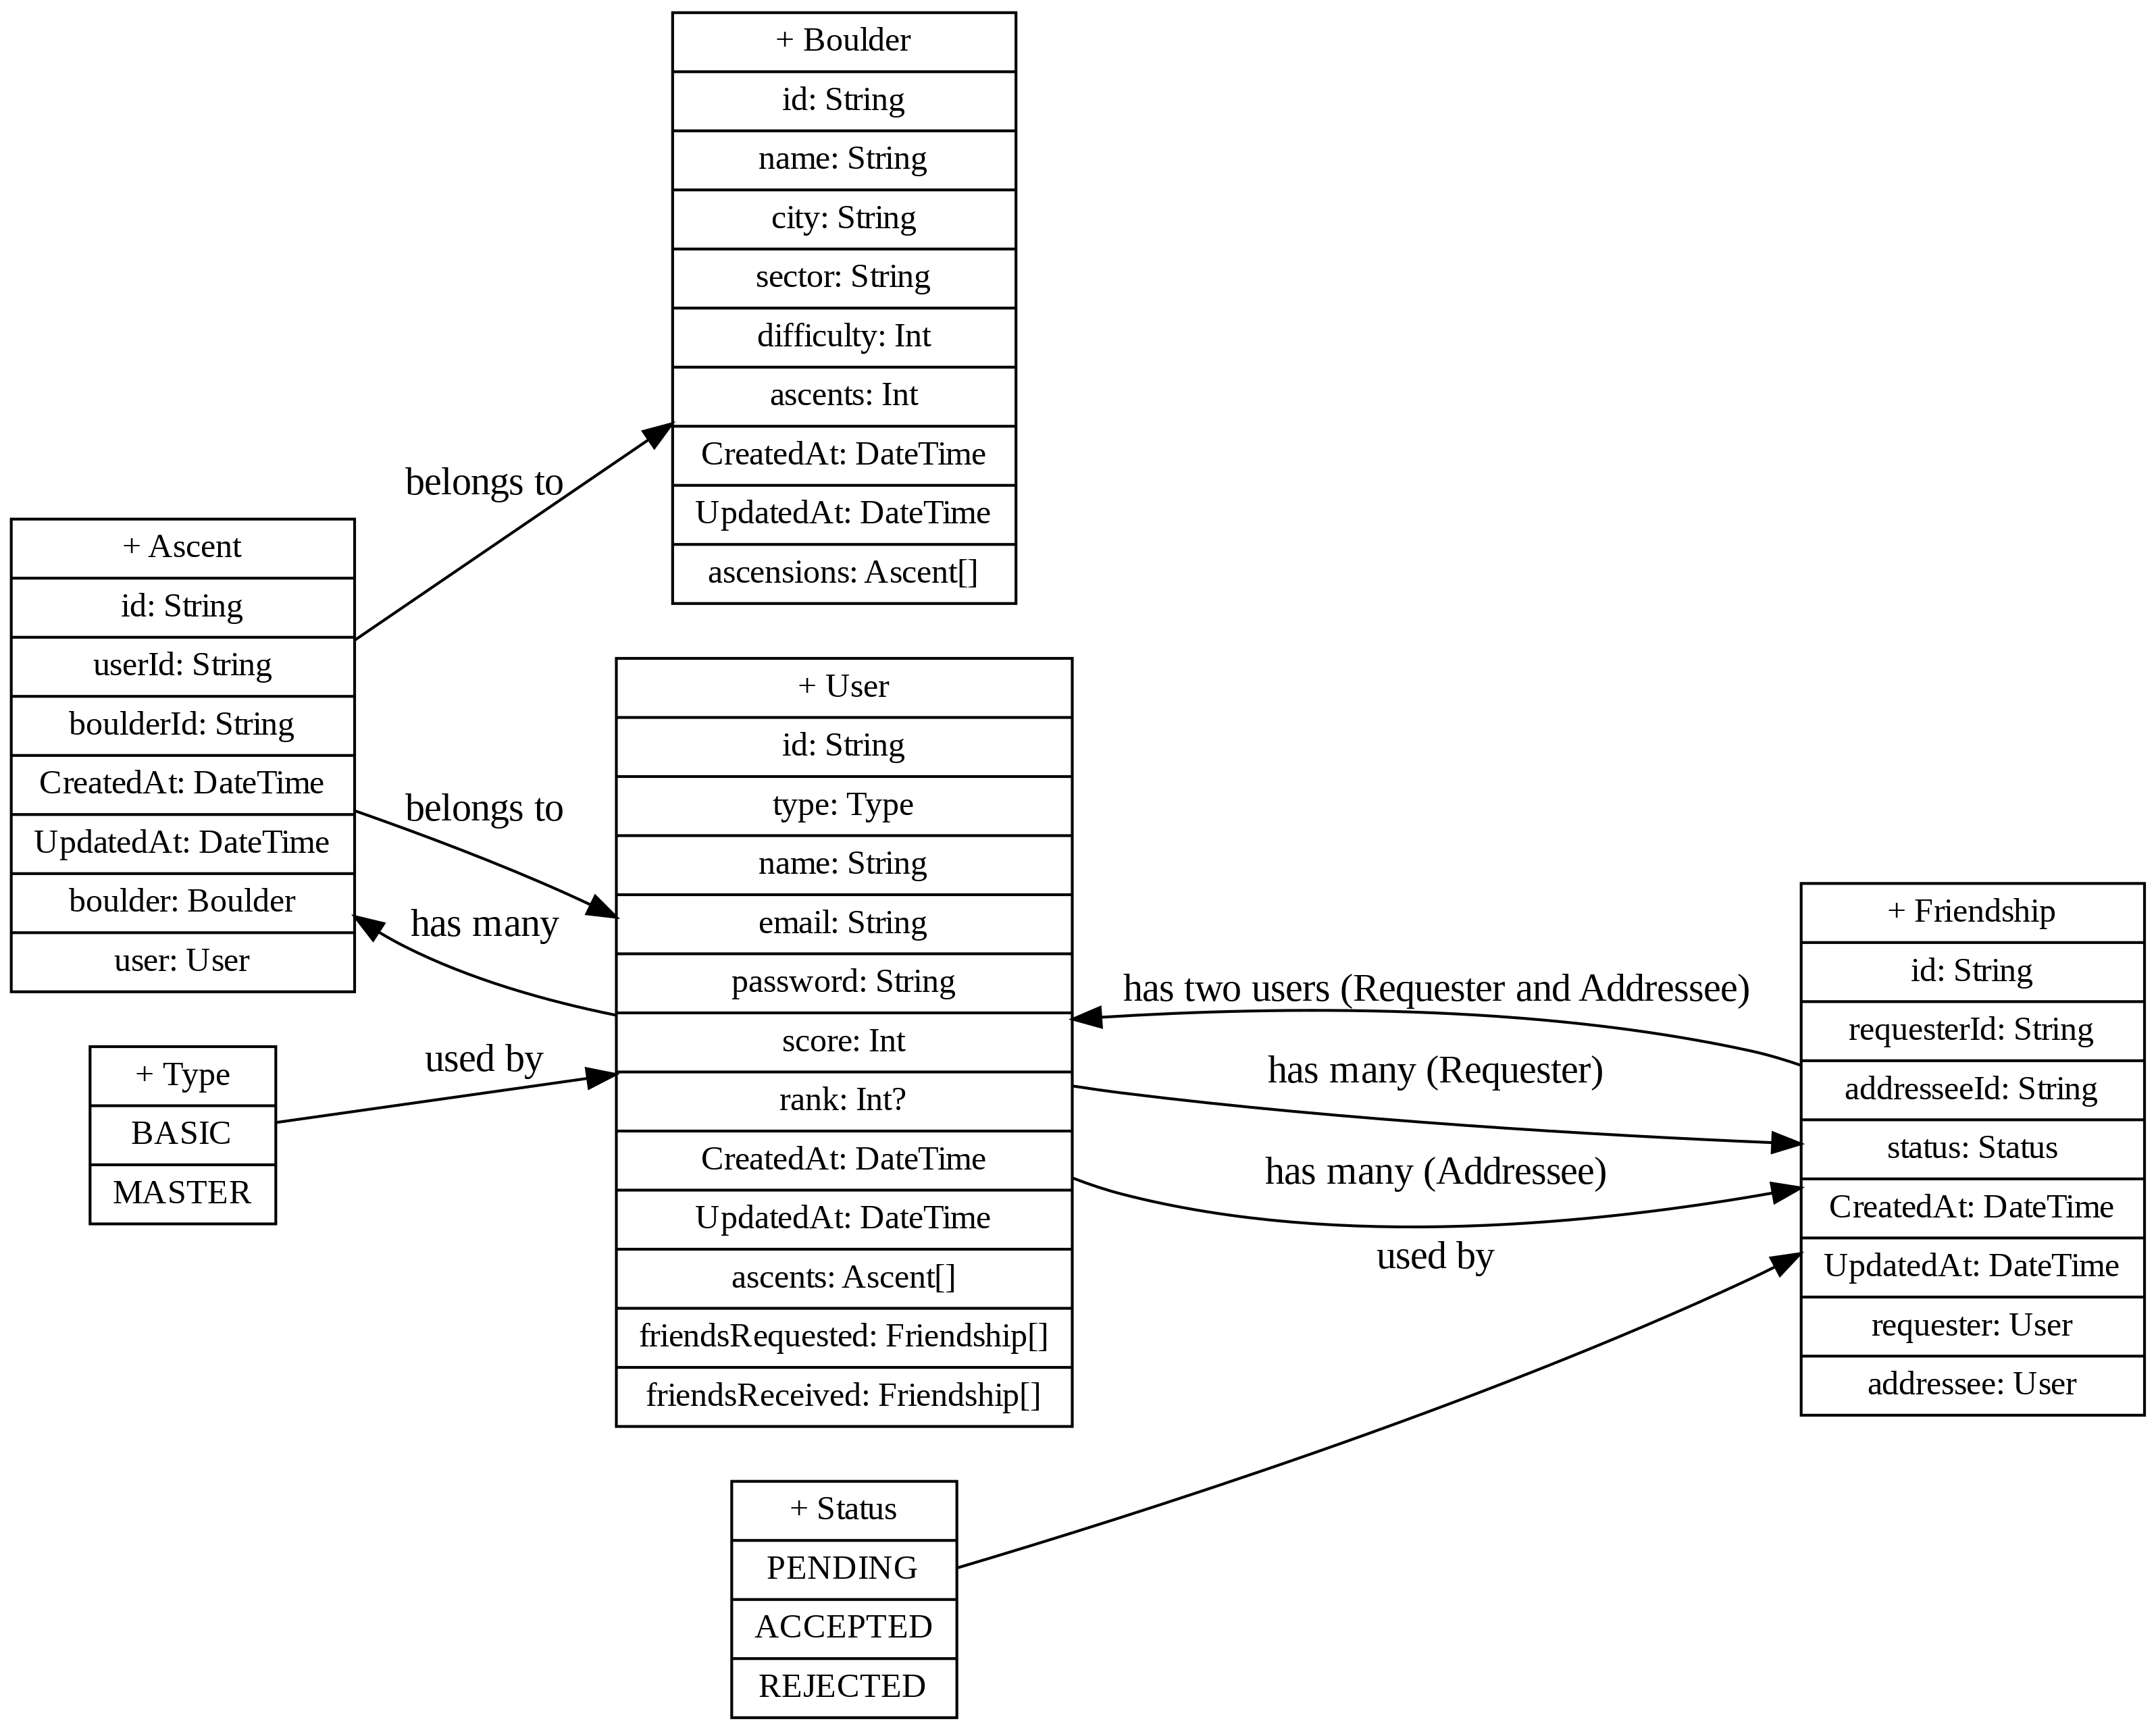 + Boulder
id: String
name: String
city: String
sector: String
difficulty: Int
ascents: Int
CreatedAt: DateTime
UpdatedAt: DateTime
ascensions: Ascent[]
belongs to
+ Ascent
id: String
userId: String
boulderId: String
CreatedAt: DateTime
UpdatedAt: DateTime
boulder: Boulder
user: User
belongs to
has many
+ Type
BASIC
MASTER
used by
+ User
id: String
type: Type
name: String
email: String
password: String
score: Int
rank: Int?
CreatedAt: DateTime
UpdatedAt: DateTime
ascents: Ascent[]
friendsRequested: Friendship[]
friendsReceived: Friendship[]
has two users (Requester and Addressee)
has many (Requester)
has many (Addressee)
used by
+ Friendship
id: String
requesterId: String
addresseeId: String
status: Status
CreatedAt: DateTime
UpdatedAt: DateTime
requester: User
addressee: User
+ Status
PENDING
ACCEPTED
REJECTED